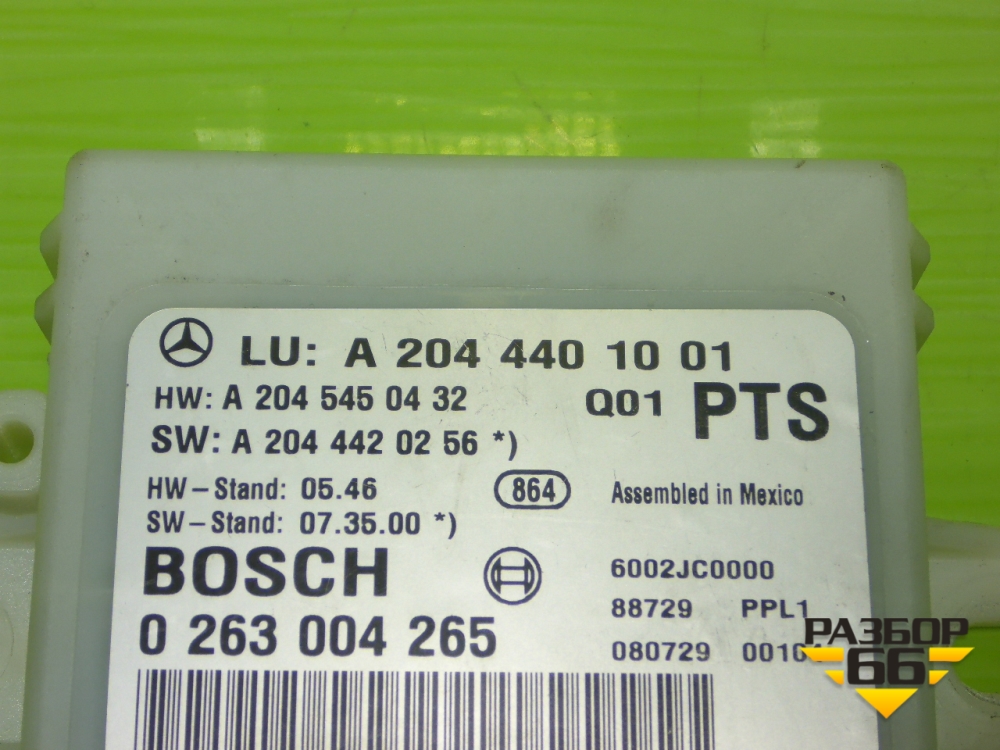 LU: A 204 440 10 01
HW: A 204 545 04 32 Q01 PTS
SW: A 204 442 02 56 *)
HW-Stand: 05.46 864 Assembled in Mexico
SW-Stand: 07.35.00 *)
BOSCH 6002JC0000
88729 PPL1
0 263 004 265
080729
РАЗБОР
66